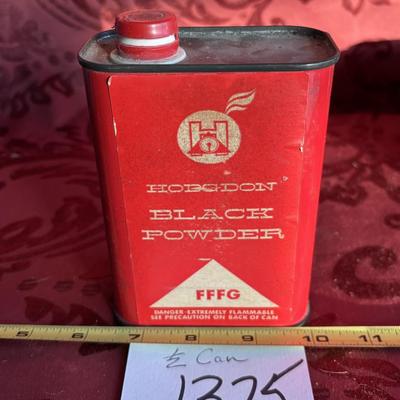 H
HODGDON
BLACK
POWDER
FFFG
DANGER-EXTREMELY FLAMMABLE
SEE PRECAUTION ON BACK OF CAN
5 6 7 8 9 10 11
½ Can
1375